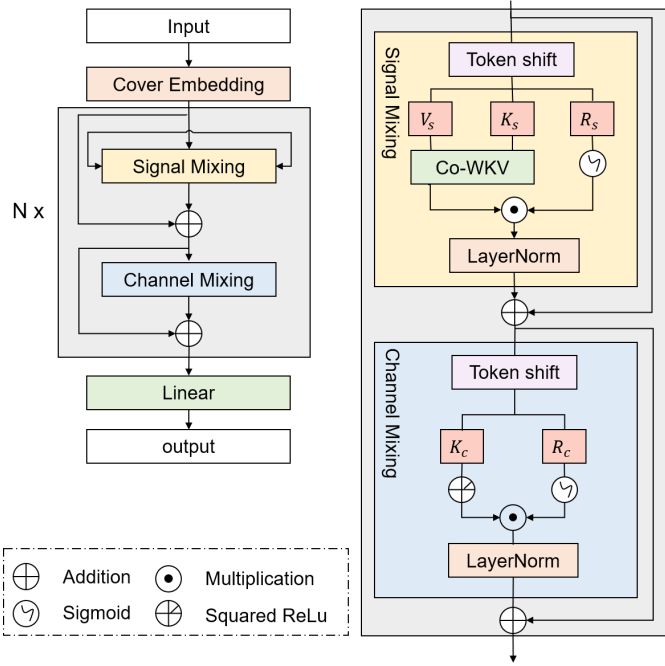 Input
Cover Embedding
N x
Signal Mixing
Channel Mixing
Linear
output
Addition
Multiplication
Sigmoid
Squared ReLu
Signal Mixing
Token shift
V_s
K_s
R_s
Co-WKV
LayerNorm
Channel Mixing
Token shift
K_c
R_c
LayerNorm